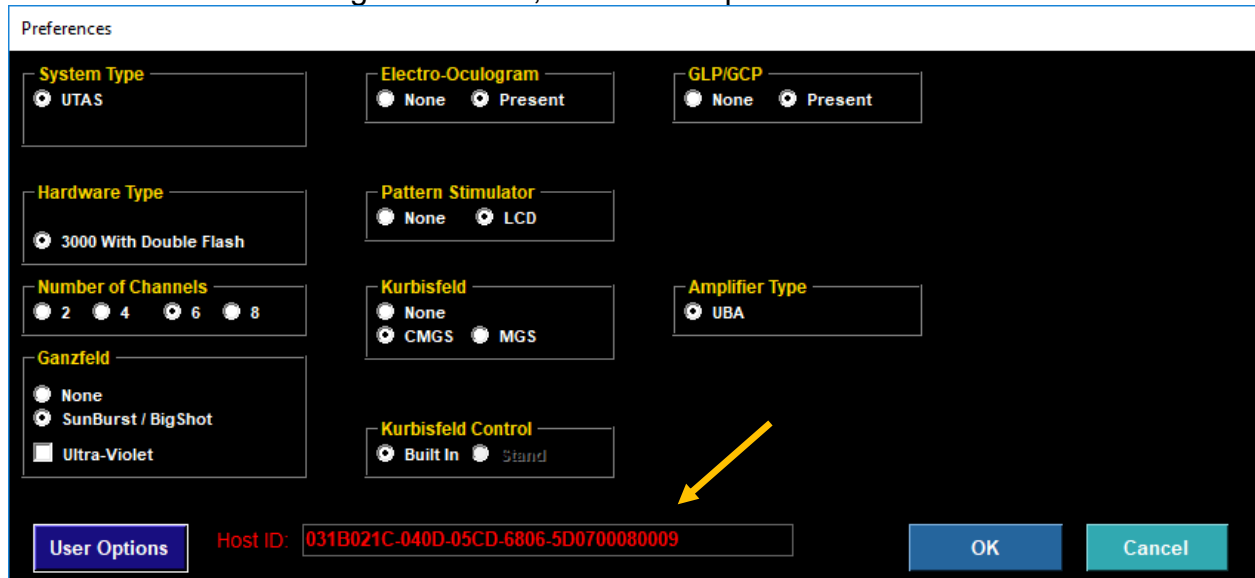 Preferences
System Type
UTAS
Electro-Oculogram
None Present
GLP/GCP
None Present
Hardware Type
3000 With Double Flash
Pattern Stimulator
None LCD
Number of Channels
2 4 6 8
Kurbisfeld
None
CMGS MGS
Amplifier Type
UBA
Ganzfeld
None
SunBurst / BigShot
Ultra-Violet
Kurbisfeld Control
Built In Stand
User Options
Host ID: 031B021C-040D-05CD-6806-5D0700080009
OK
Cancel